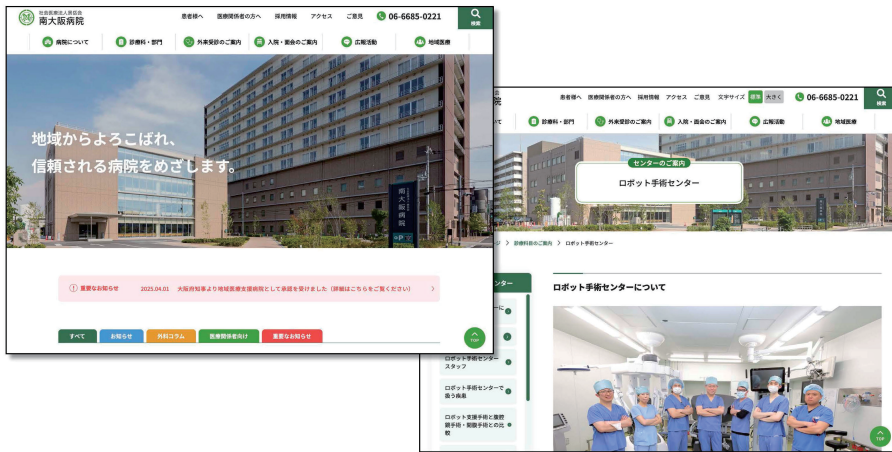 社会医療法人景岳会
南大阪病院
患者様へ 医療関係者の方へ 採用情報 アクセス ご意見 06-6685-0221 検索
病院について 診療科・部門 外来受診のご案内 入院・面会のご案内 広報活動 地域医療
地域からよろこばれ、
信頼される病院をめざします。
南大阪病院
P
重要なお知らせ 2025.04.01 大阪府知事より地域医療支援病院として承認を受けました（詳細はこちらをご覧ください）
すべて お知らせ 外科コラム 医療関係者向け 重要なお知らせ
TOP
患者様へ 医療関係者の方へ 採用情報 アクセス ご意見 文字サイズ 標準 大きく 06-6685-0221 検索
いて 診療科・部門 外来受診のご案内 入院・面会のご案内 広報活動 地域医療
センターのご案内
ロボット手術センター
ジ 診療科目のご案内 ロボット手術センター
ンター
ロボット手術センターについて
ーに
ロボット手術センター
スタッフ
ロボット手術センターで
扱う疾患
ロボット支援手術と腹腔
鏡手術・開腹手術との比
較
TOP